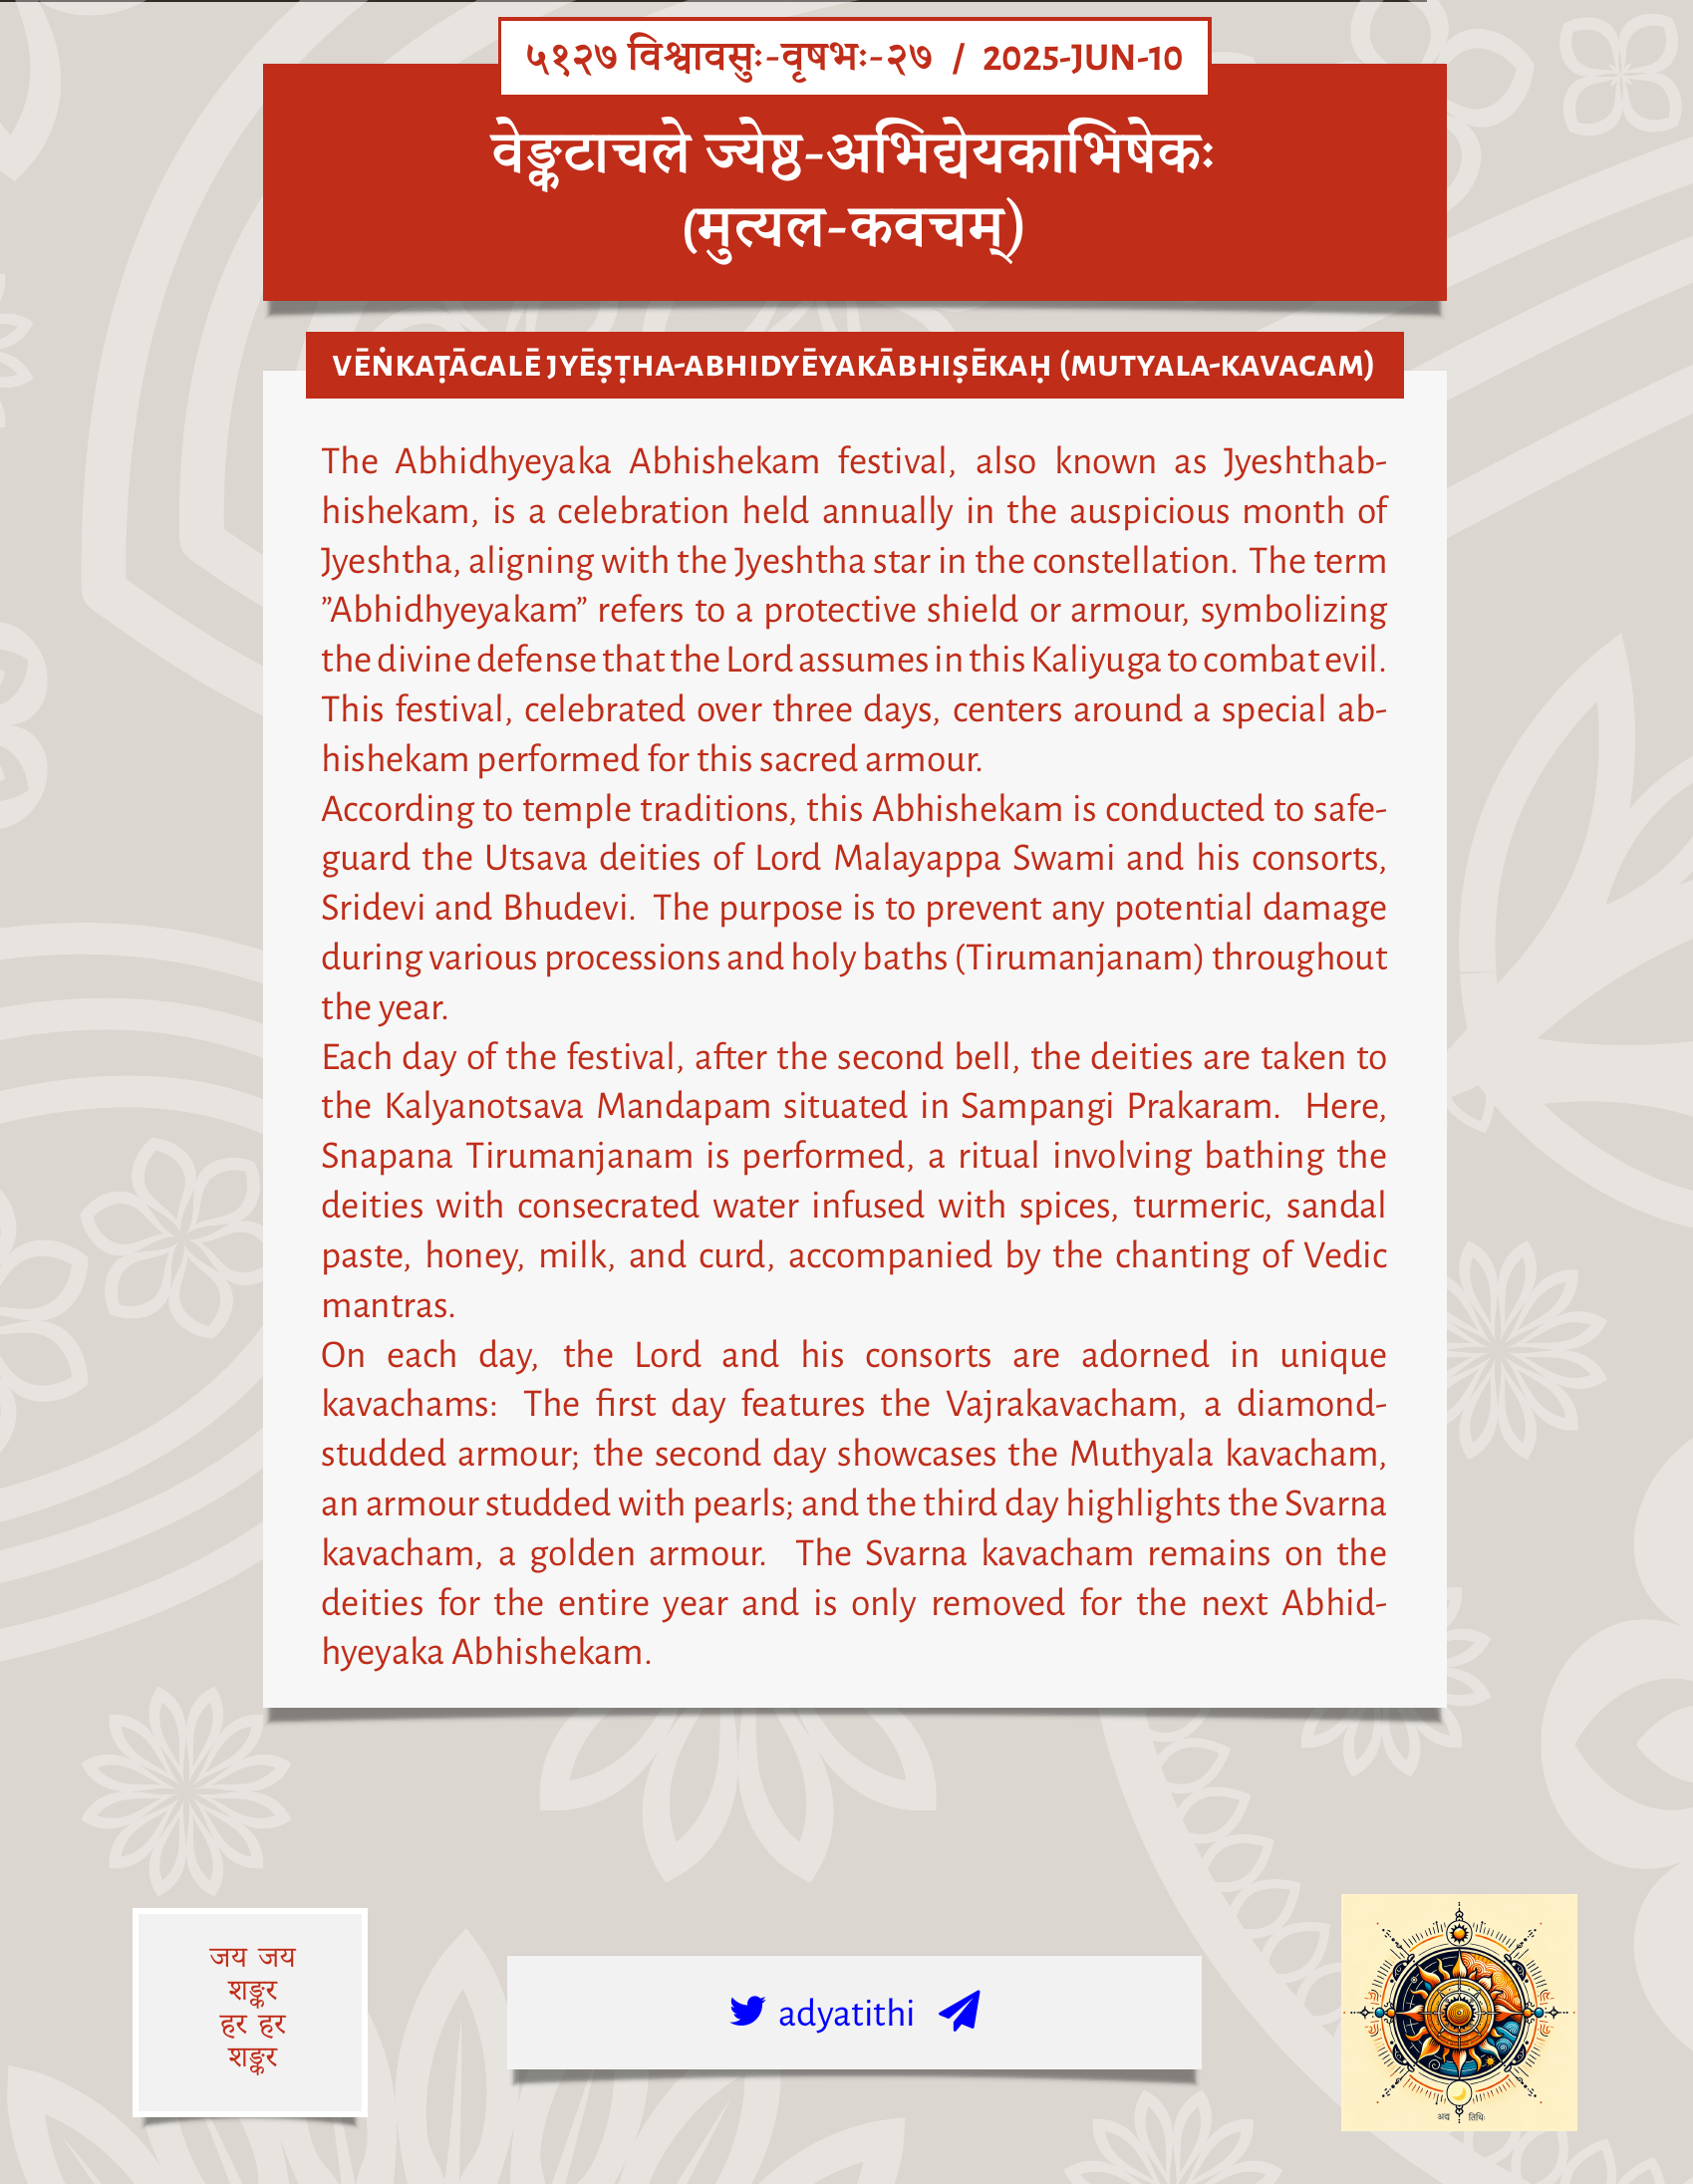 ५१२७ विश्वावसुः-वृषभः-२७ / 2025-JUN-10
वेङ्कटाचले ज्येष्ठ-अभिद्येयकाभिषेकः
(मुत्यल-कवचम्)
VĒṄKAṬĀCALĒ JYĒṢṬHA-ABHIDYĒYAKĀBHIṢĒKAḤ (MUTYALA-KAVACAM)
The Abhidhyeyaka Abhishekam festival, also known as Jyeshthab-
hishekam, is a celebration held annually in the auspicious month of
Jyeshtha, aligning with the Jyeshtha star in the constellation. The term
”Abhidhyeyakam” refers to a protective shield or armour, symbolizing
the divine defense that the Lord assumes in this Kaliyuga to combat evil.
This festival, celebrated over three days, centers around a special ab-
hishekam performed for this sacred armour.
According to temple traditions, this Abhishekam is conducted to safe-
guard the Utsava deities of Lord Malayappa Swami and his consorts,
Sridevi and Bhudevi. The purpose is to prevent any potential damage
during various processions and holy baths (Tirumanjanam) throughout
the year.
Each day of the festival, after the second bell, the deities are taken to
the Kalyanotsava Mandapam situated in Sampangi Prakaram. Here,
Snapana Tirumanjanam is performed, a ritual involving bathing the
deities with consecrated water infused with spices, turmeric, sandal
paste, honey, milk, and curd, accompanied by the chanting of Vedic
mantras.
On each day, the Lord and his consorts are adorned in unique
kavachams: The first day features the Vajrakavacham, a diamond-
studded armour; the second day showcases the Muthyala kavacham,
an armour studded with pearls; and the third day highlights the Svarna
kavacham, a golden armour. The Svarna kavacham remains on the
deities for the entire year and is only removed for the next Abhid-
hyeyaka Abhishekam.
जय जय
शङ्कर
हर हर
शङ्कर
adyatithi
अद्य तिथिः